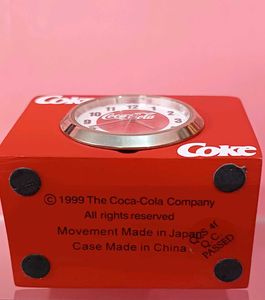 Coke
Coca-Cola
Coke
© 1999 The Coca-Cola Company
All rights reserved
Movement Made in Japan
Case Made in China
Q.C.
PASSED